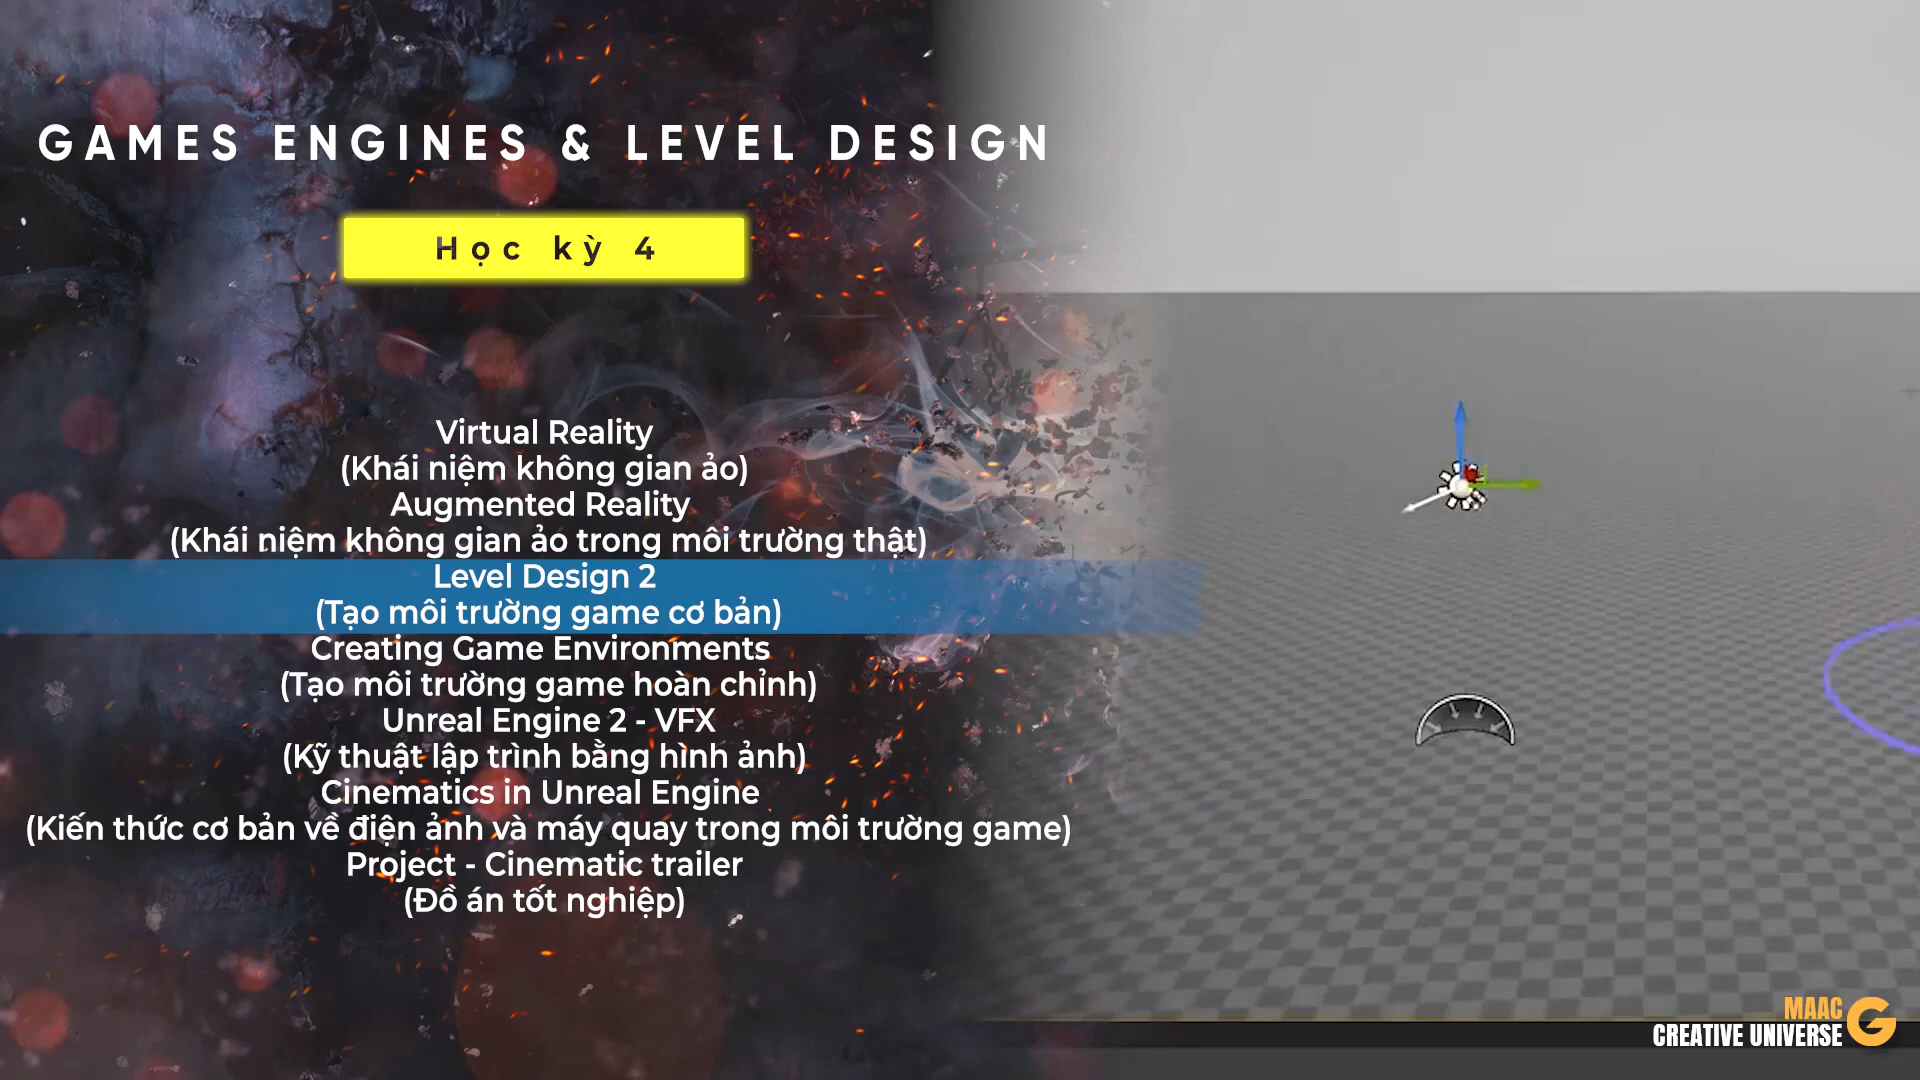 GAMES ENGINES & LEVEL DESIGN
Học kỳ 4
Virtual Reality
(Khái niệm không gian ảo)
Augmented Reality
(Khái niệm không gian ảo trong môi trường thật)
Level Design 2
(Tạo môi trường game cơ bản)
Creating Game Environments
(Tạo môi trường game hoàn chỉnh)
Unreal Engine 2 - VFX
(Kỹ thuật lập trình bằng hình ảnh)
Cinematics in Unreal Engine
(Kiến thức cơ bản về điện ảnh và máy quay trong môi trường game)
Project - Cinematic trailer
(Đồ án tốt nghiệp)
MAAC
CREATIVE UNIVERSE